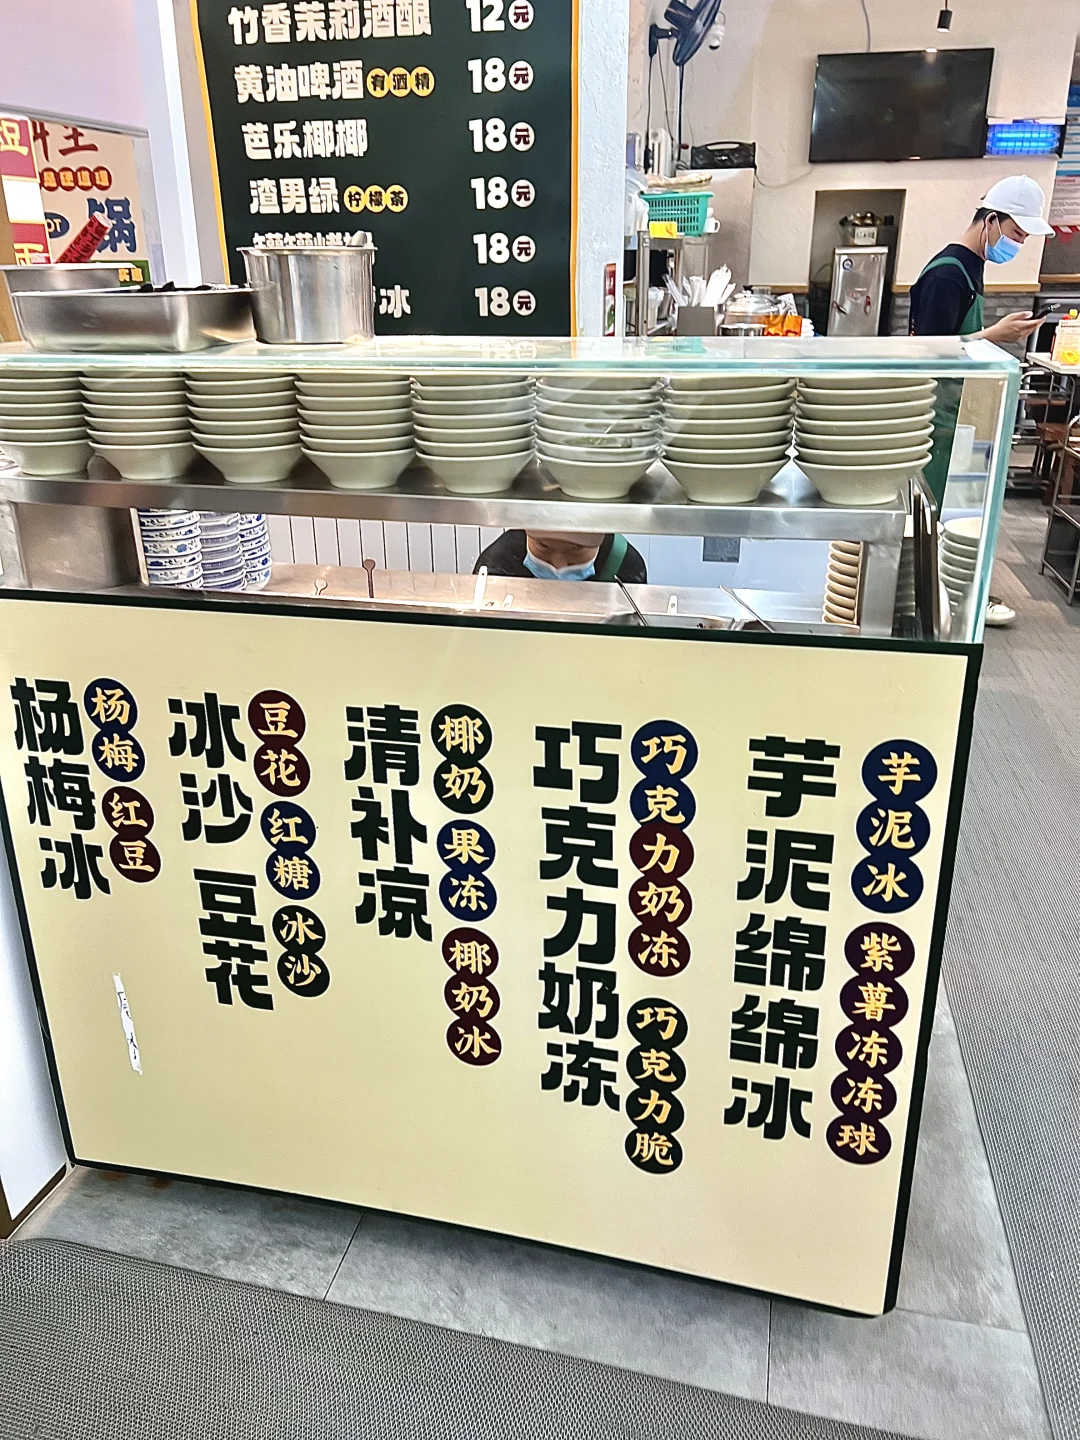 竹香茉莉酒酿 12元
黄油啤酒 有酒精 18元
芭乐椰椰 18元
渣男绿 柠檬茶 18元
18元
冰 18元
豆
锅
杨梅冰
杨梅
红豆
冰沙豆花
豆花
红糖
冰沙
清补凉
椰奶
果冻
椰奶冰
巧克力奶冻
巧克
力奶冻
巧克力脆
芋泥绵绵冰
芋泥冰
紫薯冻冻球